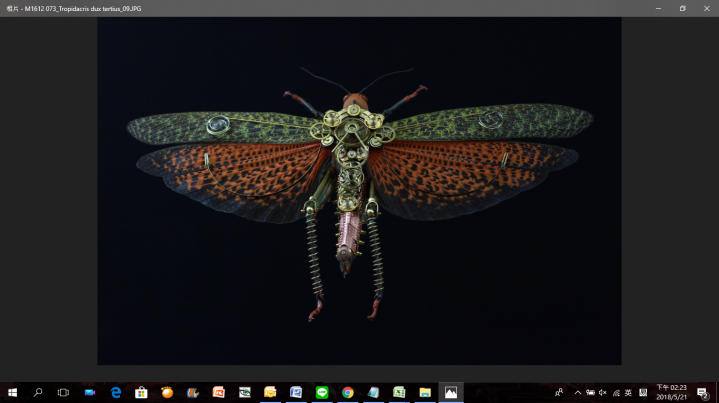 相片 - M1612.073_Tropidacris dux tertius_09.JPG
英
下午 02:23
2018/5/21